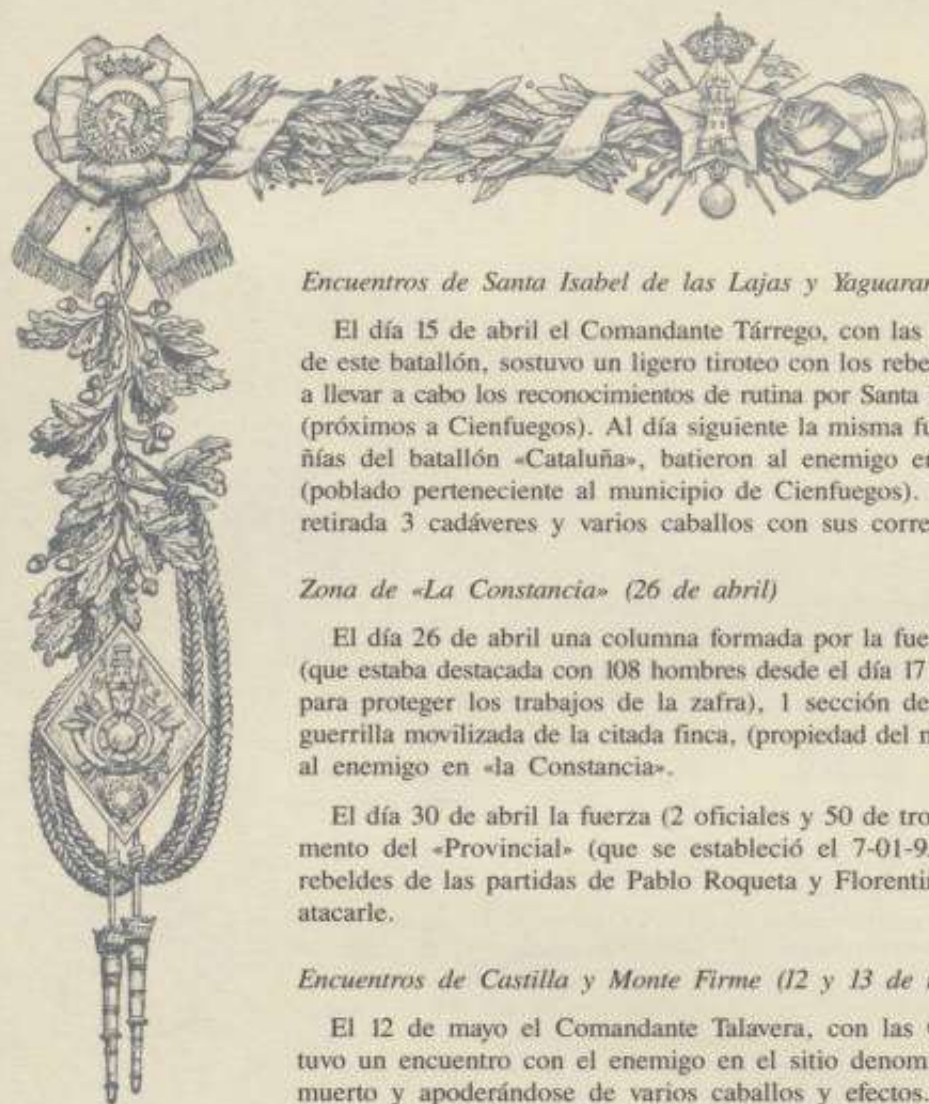 Encuentros de Santa Isabel de las Lajas y
El día 15 de abril el Comandante Tárrego, con las
de este batallón, sostuvo un ligero tiroteo con los rebe
a llevar a cabo los reconocimientos de rutina por Santa
(próximos a Cienfuegos). Al día siguiente la misma fu
ñías del batallón «Cataluña», batieron al enemigo en
(poblado perteneciente al municipio de Cienfuegos).
retirada 3 cadáveres y varios caballos con sus corre
Zona de «La Constancia» (26 de abril)
El día 26 de abril una columna formada por la fue
(que estaba destacada con 108 hombres desde el día 17
para proteger los trabajos de la zafra), 1 sección de
guerrilla movilizada de la citada finca, (propiedad del
al enemigo en «la Constancia».
El día 30 de abril la fuerza (2 oficiales y 50 de tro
mento del «Provincial» (que se estableció el 7-01-9
rebeldes de las partidas de Pablo Roqueta y
atacarle.
Encuentros de Castilla y Monte Firme (12 y 13 de
El 12 de mayo el Comandante Talavera, con las
tuvo un encuentro con el enemigo en el sitio denom
muerto y apoderándose de varios caballos y efectos.